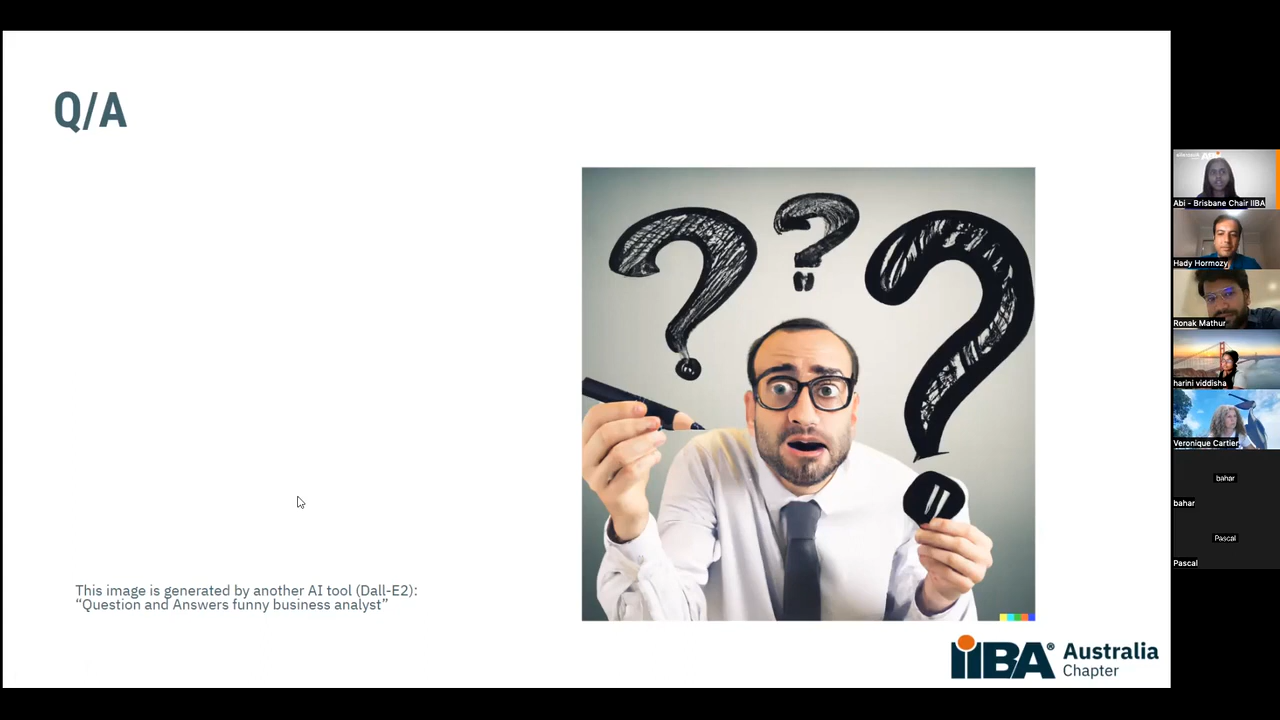 Q/A
This image is generated by another AI tool (Dall-E2):
“Question and Answers funny business analyst”
iiBA® Australia
Chapter
Abi - Brisbane Chair IIBA
Hady Hormozy
Ronak Mathur
harini viddisha
Veronique Cartier
bahar
bahar
Pascal
Pascal